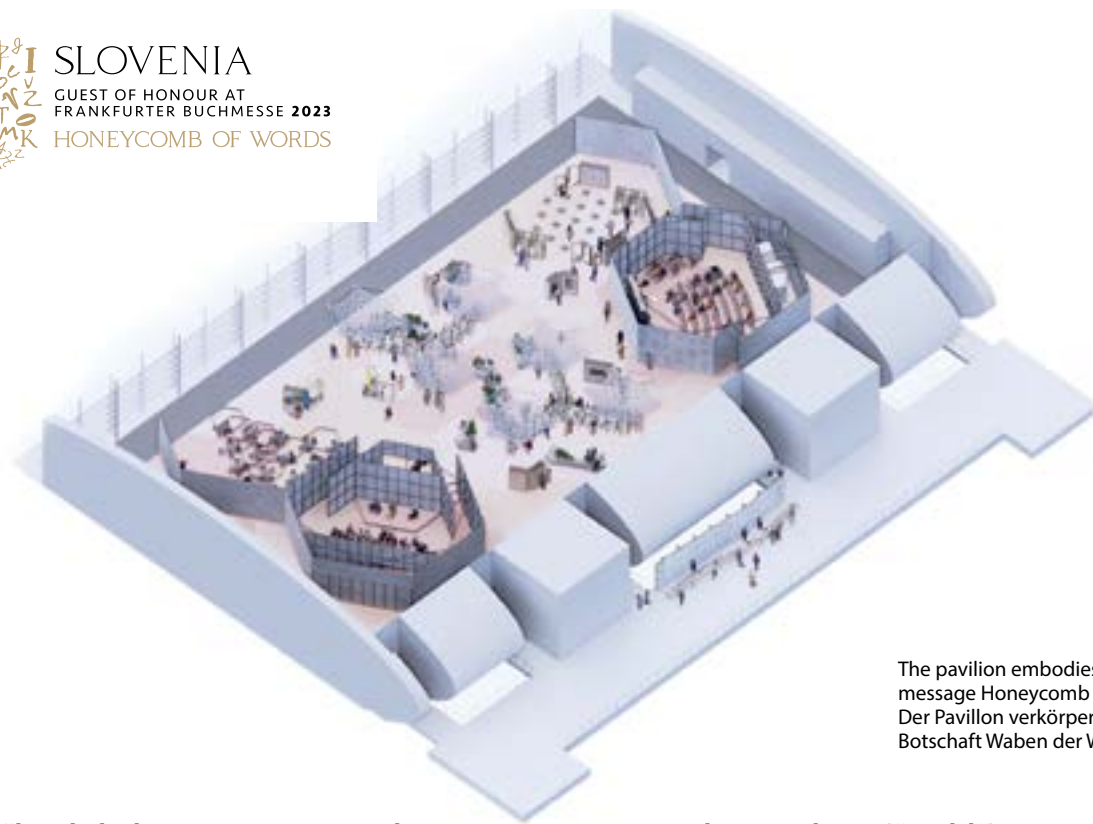 SLOVENIA
GUEST OF HONOUR AT
FRANKFURTER BUCHMESSE 2023
HONEYCOMB OF WORDS
The pavilion embodies
message Honeycomb
Der Pavillon verkörper
Botschaft Waben der W